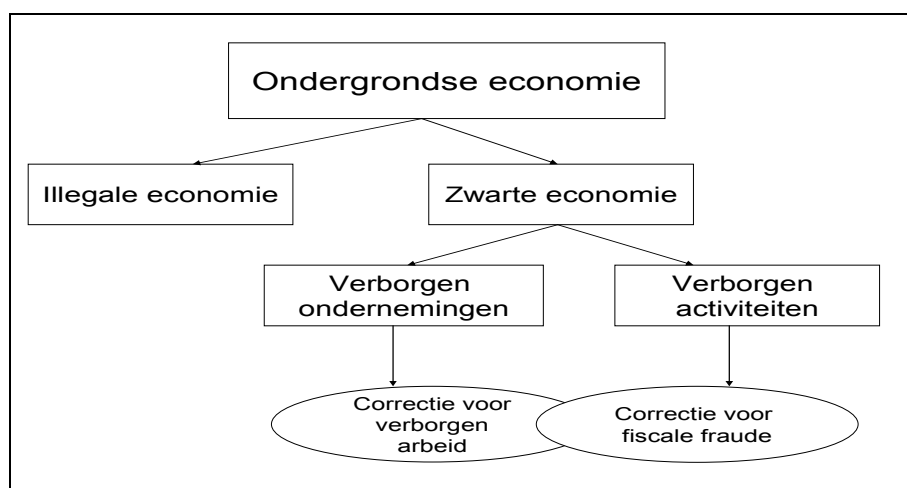 Ondergrondse economie
Illegale economie
Zwarte economie
Verborgen
ondernemingen
Verborgen
activiteiten
Correctie voor
verborgen
arbeid
Correctie voor
fiscale fraude